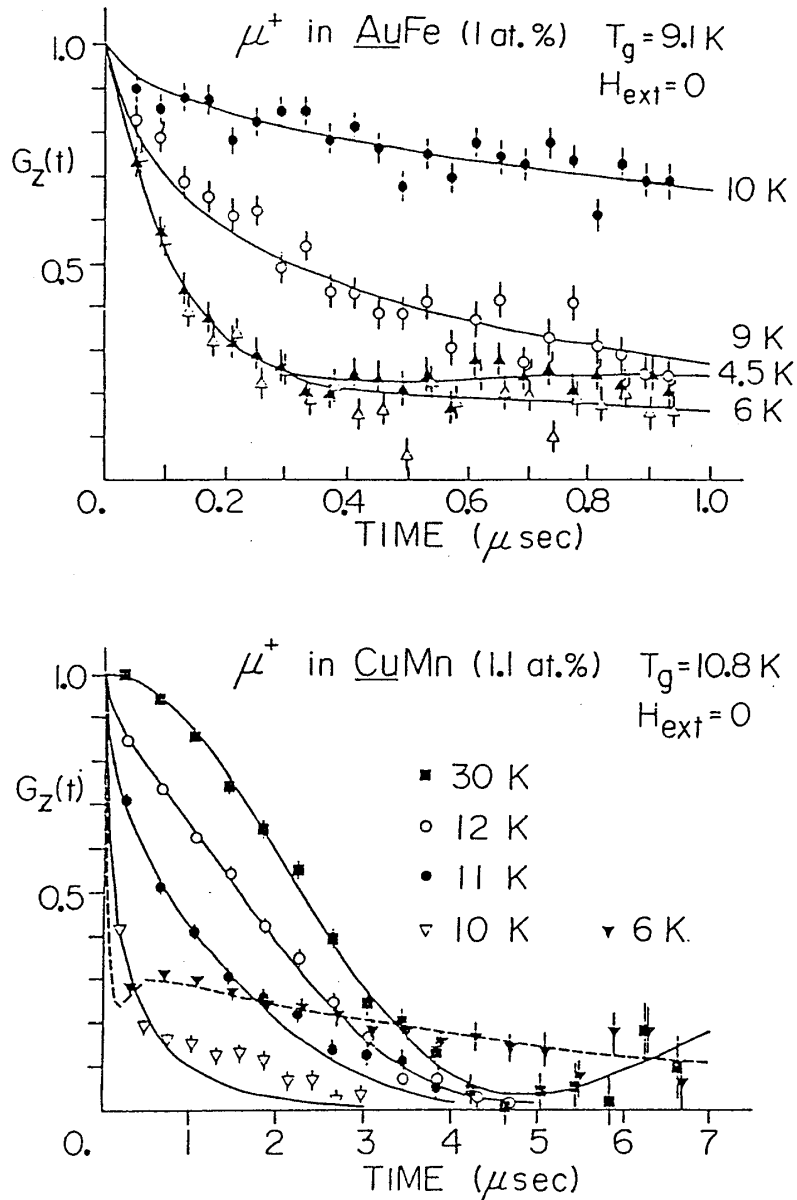 μ⁺ in AuFe (1 at. %) Tg = 9.1 K
Hext = 0
1.0
Gz(t)
0.5
10 K
9 K
4.5 K
6 K
0. 0.2 0.4 0.6 0.8 1.0
TIME (μsec)
μ⁺ in CuMn (1.1 at.%) Tg = 10.8 K
Hext = 0
1.0
Gz(t)
0.5
30 K
12 K
11 K
10 K
6 K.
0. 1 2 3 4 5 6 7
TIME (μsec)